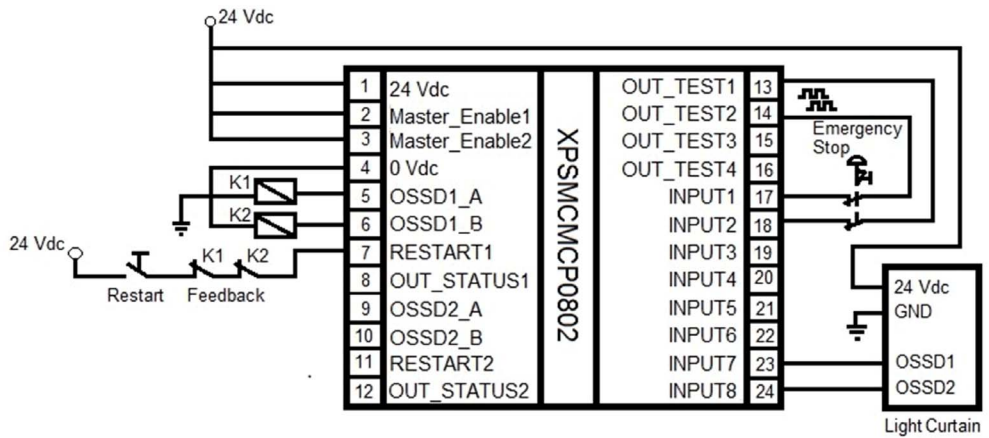 24 Vdc
1 24 Vdc
2 Master_Enable1
3 Master_Enable2
4 0 Vdc
K1
5 OSSD1_A
K2
6 OSSD1_B
24 Vdc
K1 K2
7 RESTART1
Restart Feedback
8 OUT_STATUS1
9 OSSD2_A
10 OSSD2_B
11 RESTART2
12 OUT_STATUS2
XPSMCMCP0802
OUT_TEST1 13
OUT_TEST2 14
OUT_TEST3 15
OUT_TEST4 16
INPUT1 17
INPUT2 18
INPUT3 19
INPUT4 20
INPUT5 21
INPUT6 22
INPUT7 23
INPUT8 24
Emergency
Stop
24 Vdc
GND
OSSD1
OSSD2
Light Curtain